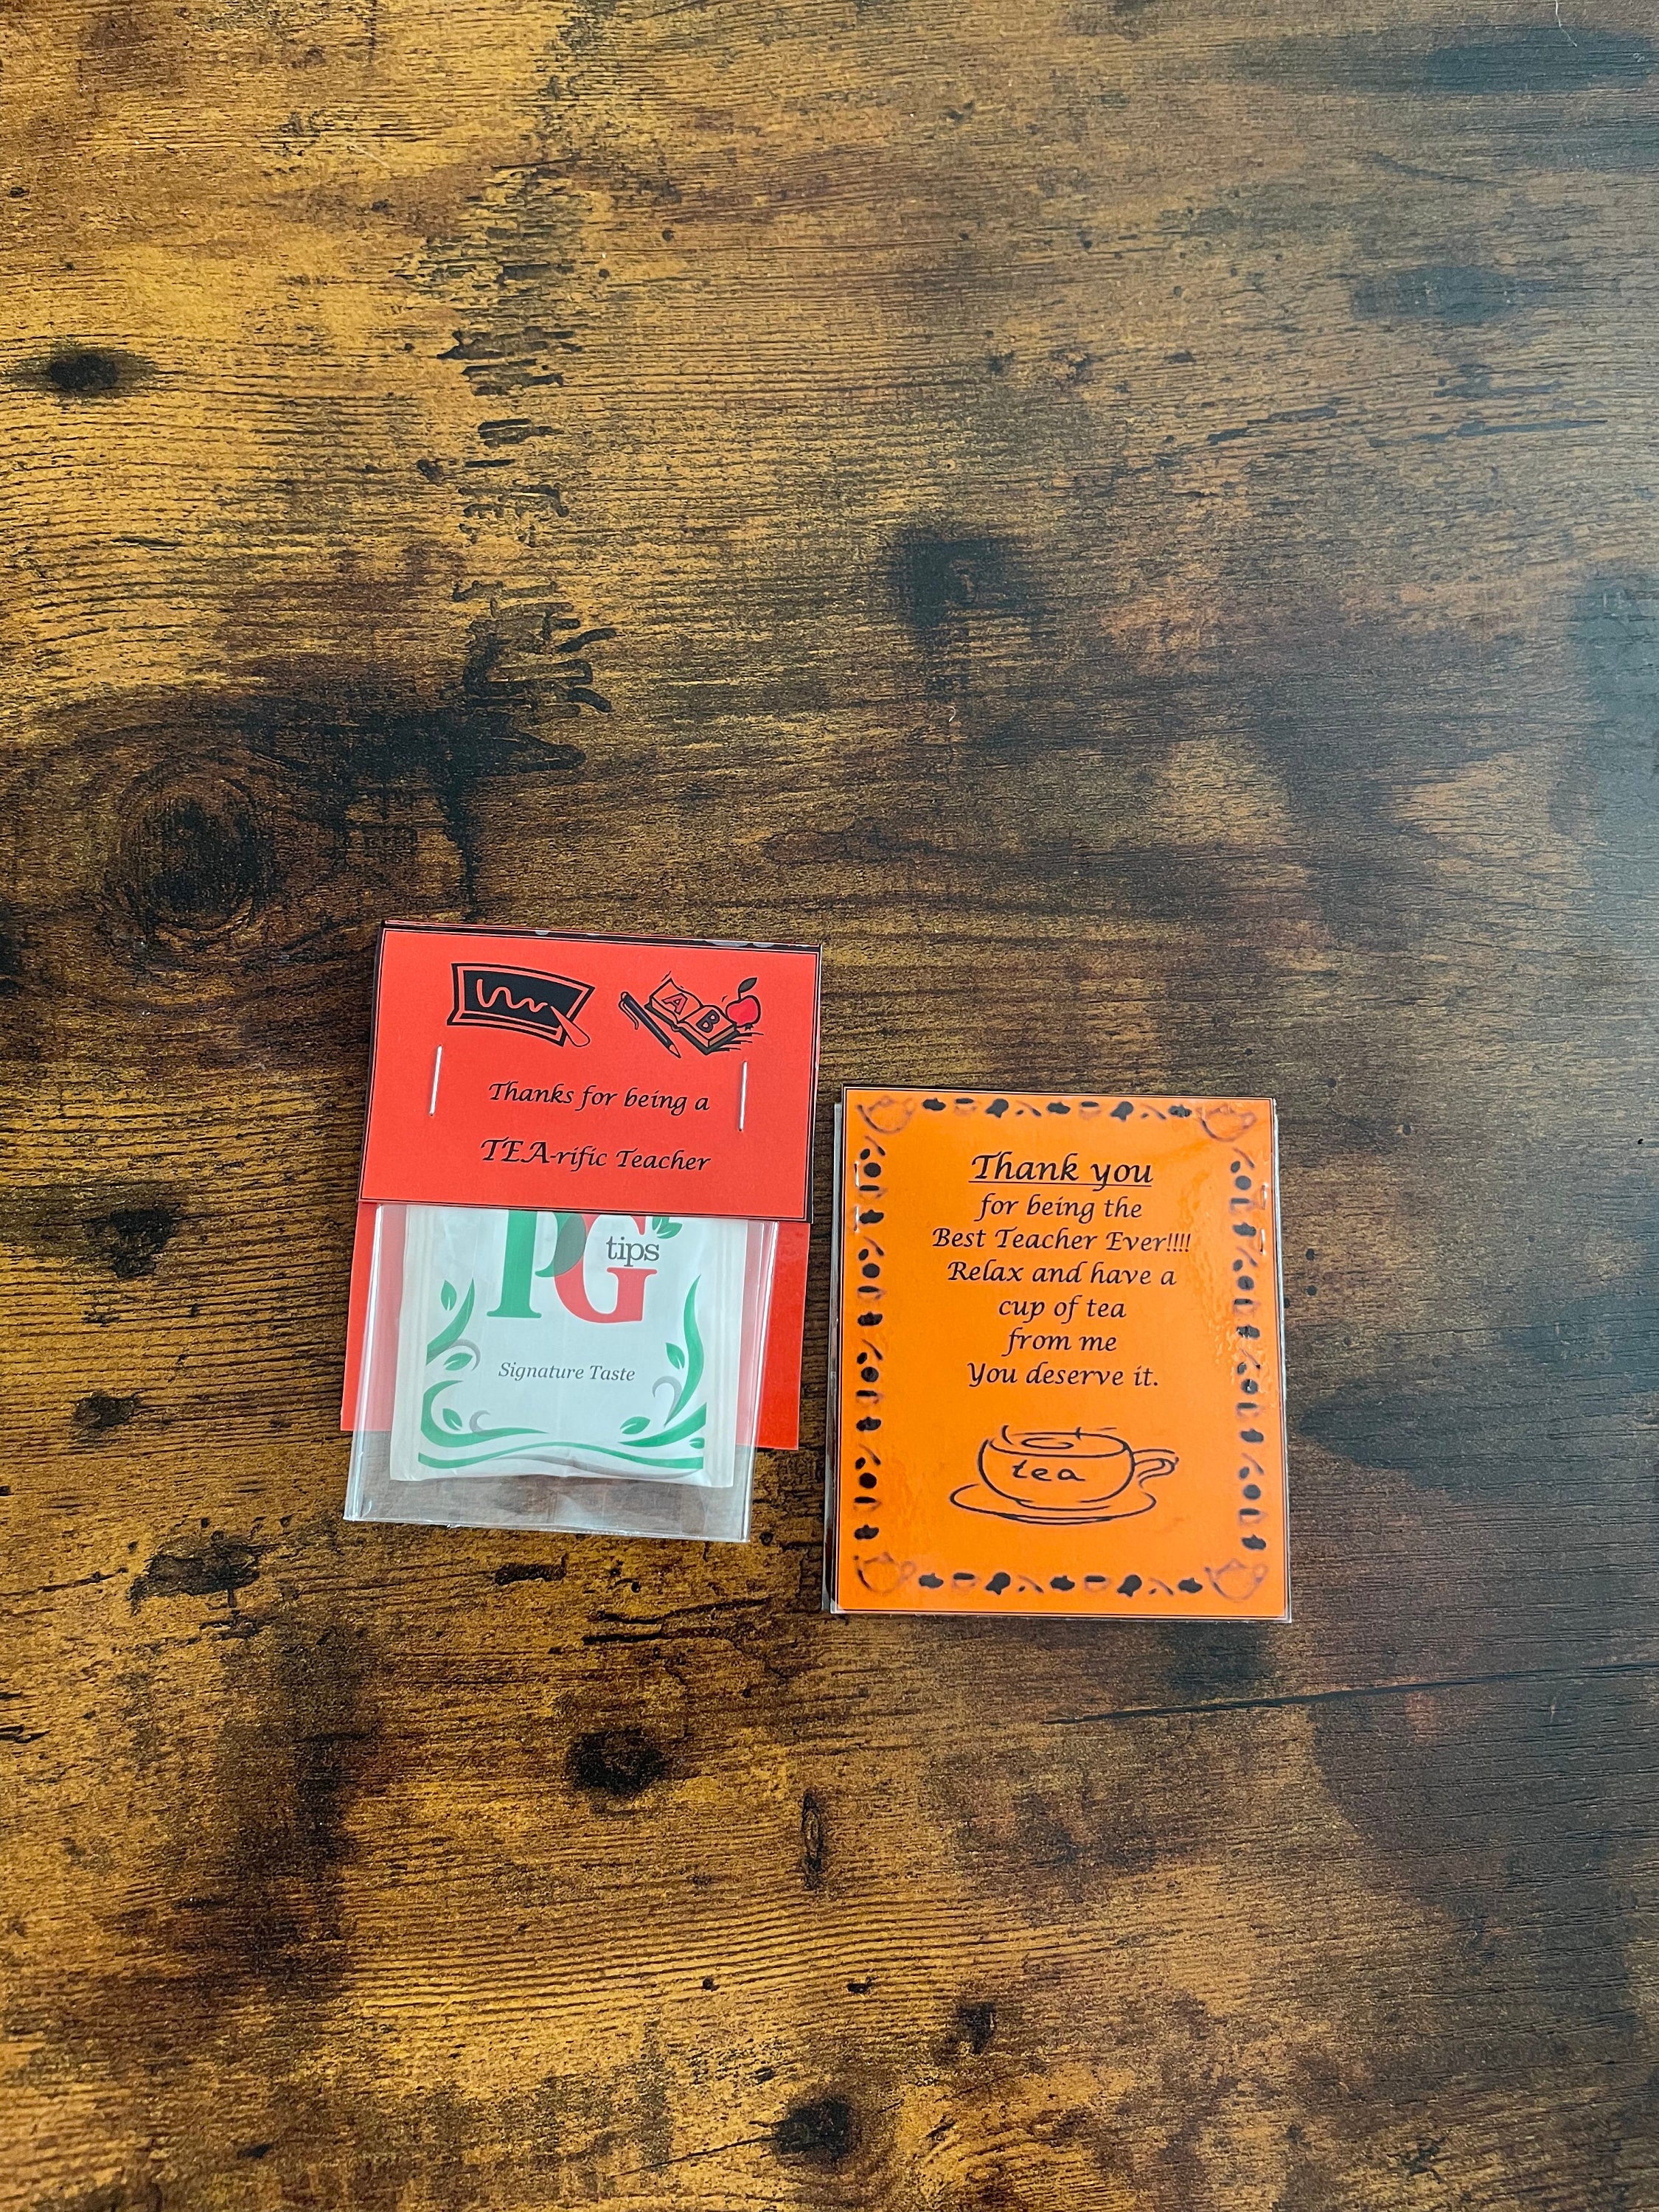 A B
Thanks for being a
TEA-rific Teacher
PG
tips
Signature Taste
Thank you
for being the
Best Teacher Ever!!!!
Relax and have a
cup of tea
from me
You deserve it.
tea